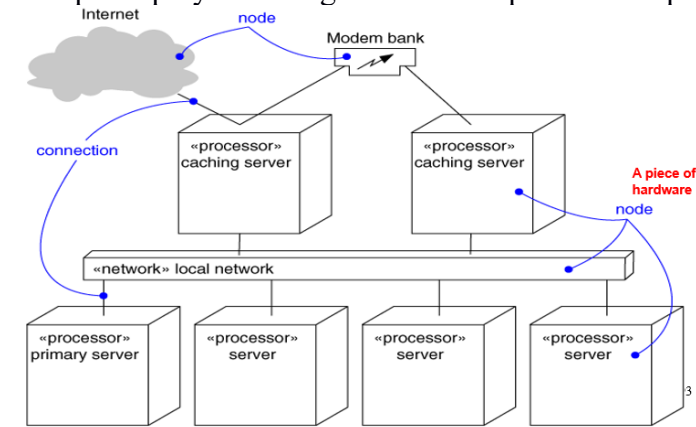 Internet
node
Modem bank
connection
«processor»
caching server
«processor»
caching server
A piece of
hardware
node
«network» local network
«processor»
primary server
«processor»
server
«processor»
server
«processor»
server
3